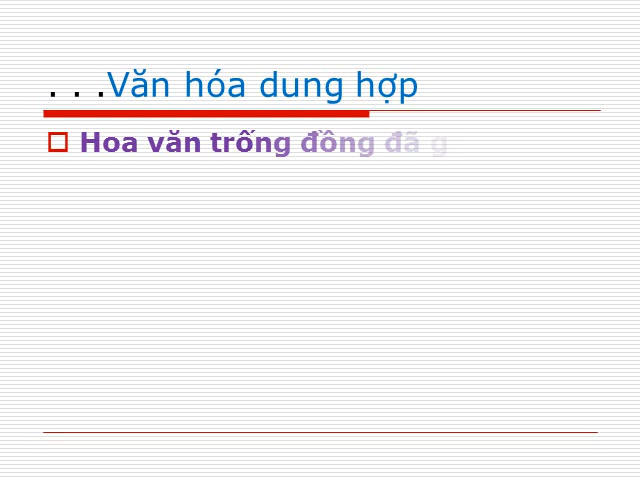 . . .Văn hóa dung hợp
Hoa văn trống đồng đã g